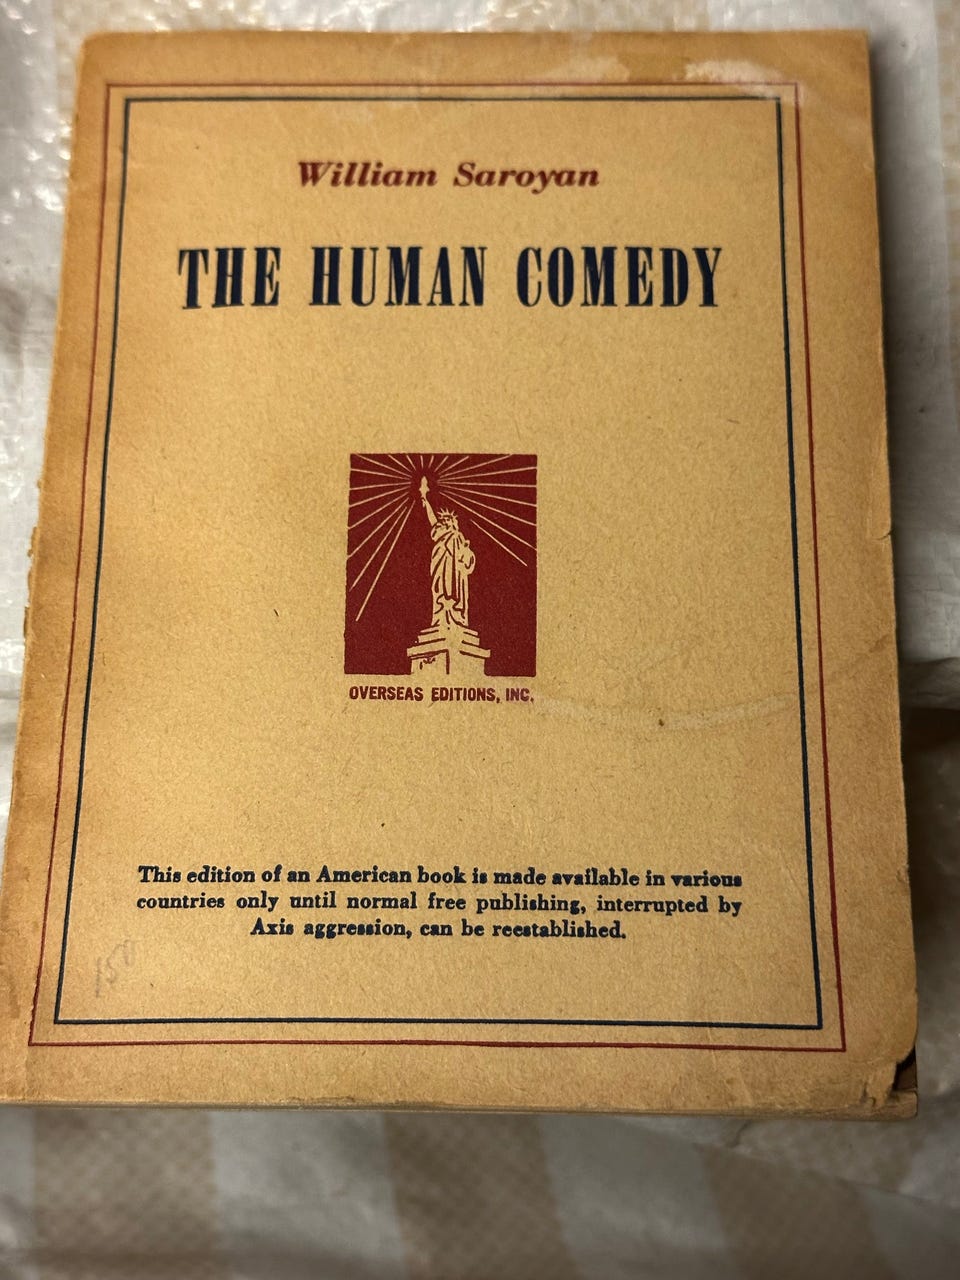 William Saroyan
THE HUMAN COMEDY
OVERSEAS EDITIONS, INC.
This edition of an American book is made available in various
countries only until normal free publishing, interrupted by
Axis aggression, can be reestablished.